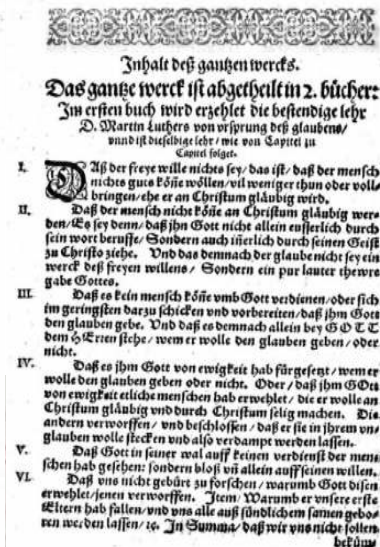 Inhalt deß gantzen wercks.
Das gantze werck ist abgetheilt in 2. bücher:
Im ersten buch wird erzehlet die bestendige lehr
D. Martin Luthers von vrsprung deß glaubens/
vnnd ist dieselbige lehr / wie von Capitel zu
Capitel folget.
I. DAß der freye wille nichts sey / das ist / daß der mensch
nichts guts köñe wöllen / vil weniger thun oder voll-
bringen / ehe er an Christum gläubig wird.
II. Daß der mensch nicht köñe an Christum gläubig wer-
den / Es sey denn / daß ihn Gott nicht allein eusserlich durch
sein wort beruffe / Sondern auch iñerlich durch seinen Geist
zu Christo ziehe. Vnd das demnach der glaube nicht sey ein
werck deß freyen willens / Sondern ein pur lauter thewre
gabe Gottes.
III. Daß es kein mensch köñe vmb Gott verdienen / oder sich
im geringsten darzu schicken vnd vorbereiten / daß ihm Gott
den glauben gebe. Vnd daß es demnach allein bey GOTT
dem HErren stehe / wem er wolle den glauben geben / oder
nicht.
IV. Daß es ihm Gott von ewigkeit hab fürgesetzt / wem er
wolle den glauben geben oder nicht. Oder / daß ihm GOtt
von ewigkeit etliche menschen hab erwehlet / die er wolle an
Christum gläubig vnd durch Christum selig machen. Die
andern verworffen / vnd beschlossen / daß er sie in ihrem vn-
glauben wolle stecken vnd also verdampt werden lassen.
V. Daß Gott in seiner wal auff keinen verdienst der men-
schen hab gesehen: sondern bloß vñ allein auff seinen willen.
VI. Daß vns nicht gebürt zu forschen / warumb Gott disen
erwehlet / jenen verworffen. Item / Warumb er vnsere erste
Eltern hab fallen / vnd vns alle auß sündlichem samen gebo-
ren werden lassen / ꝛc. In Summa / daß wir vns nicht sollen
beküm-